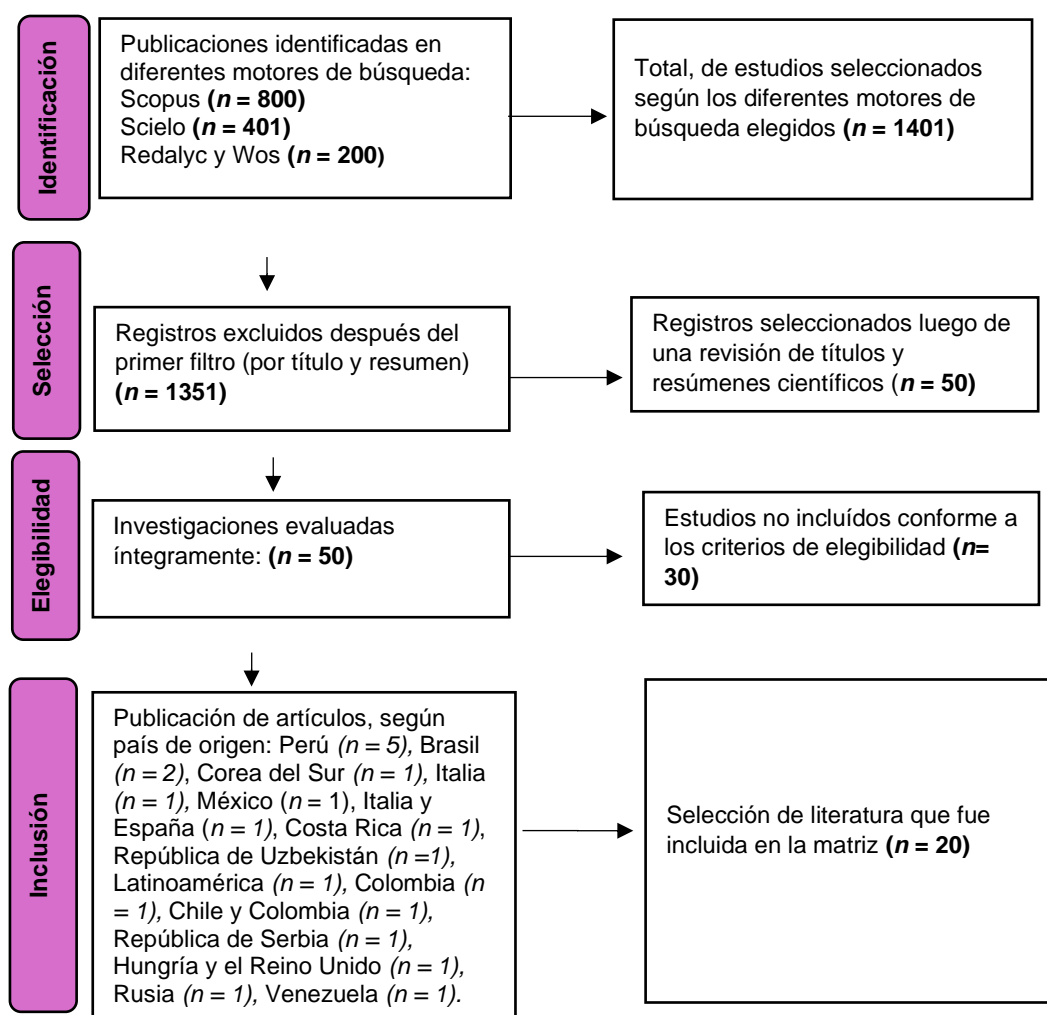 Identificación
Publicaciones identificadas en
diferentes motores de búsqueda:
Scopus (n = 800)
Scielo (n = 401)
Redalyc y Wos (n = 200)
Total, de estudios seleccionados
según los diferentes motores de
búsqueda elegidos (n = 1401)
Selección
Registros excluidos después del
primer filtro (por título y resumen)
(n = 1351)
Registros seleccionados luego de
una revisión de títulos y
resúmenes científicos (n = 50)
Elegibilidad
Investigaciones evaluadas
íntegramente: (n = 50)
Estudios no incluídos conforme a
los criterios de elegibilidad (n=
30)
Inclusión
Publicación de artículos, según
país de origen: Perú (n = 5), Brasil
(n = 2), Corea del Sur (n = 1), Italia
(n = 1), México (n = 1), Italia y
España (n = 1), Costa Rica (n = 1),
República de Uzbekistán (n =1),
Latinoamérica (n = 1), Colombia (n
= 1), Chile y Colombia (n = 1),
República de Serbia (n = 1),
Hungría y el Reino Unido (n = 1),
Rusia (n = 1), Venezuela (n = 1).
Selección de literatura que fue
incluida en la matriz (n = 20)